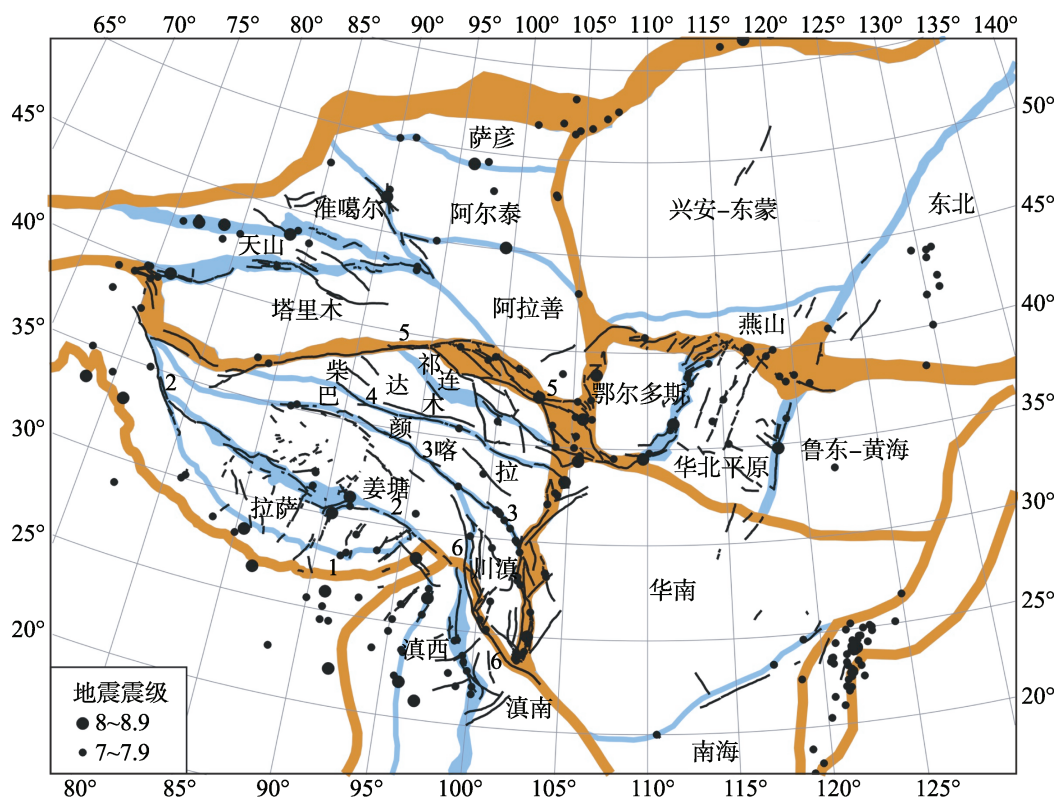 65° 70° 75° 80° 85° 90° 95° 100° 105° 110° 115° 120° 125° 130° 135° 140°
45°
40°
35°
30°
25°
20°
50°
45°
40°
35°
30°
25°
20°
80° 85° 90° 95° 100° 105° 110° 115° 120° 125°
萨彦
准噶尔
阿尔泰
兴安-东蒙
东北
天山
塔里木
阿拉善
燕山
5
祁
连
柴
达
木
2
巴
颜
喀
拉
4
3
5
鄂尔多斯
华北平原
鲁东-黄海
姜塘
拉萨
2
3
1
6
川滇
华南
滇西
6
滇南
南海
地震震级
8~8.9
7~7.9